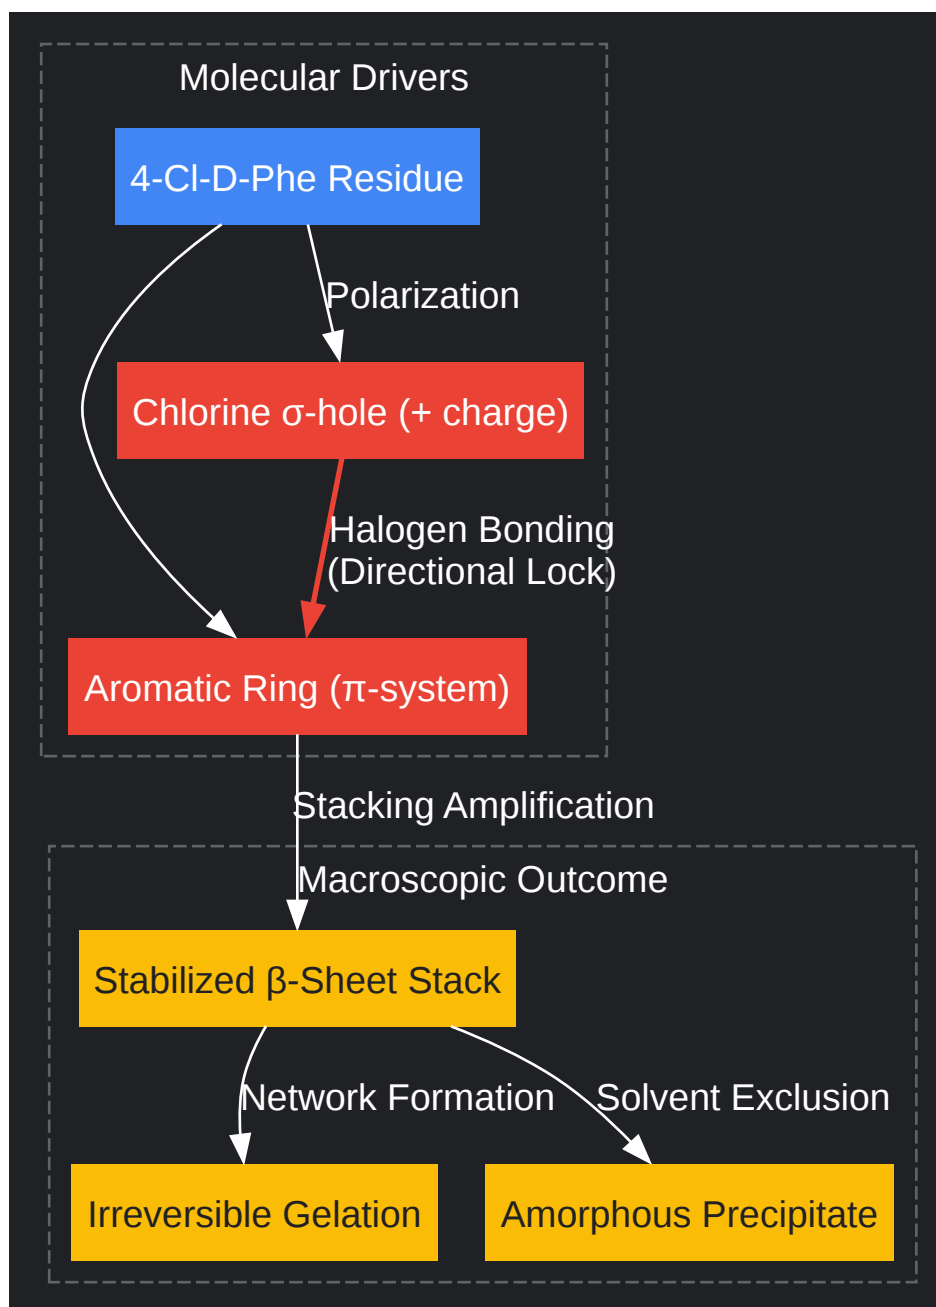 Molecular Drivers
4-Cl-D-Phe Residue
Polarization
Chlorine σ-hole (+ charge)
Halogen Bonding
(Directional Lock)
Aromatic Ring (π-system)
Stacking Amplification
Macroscopic Outcome
Stabilized β-Sheet Stack
Network Formation
Solvent Exclusion
Irreversible Gelation
Amorphous Precipitate